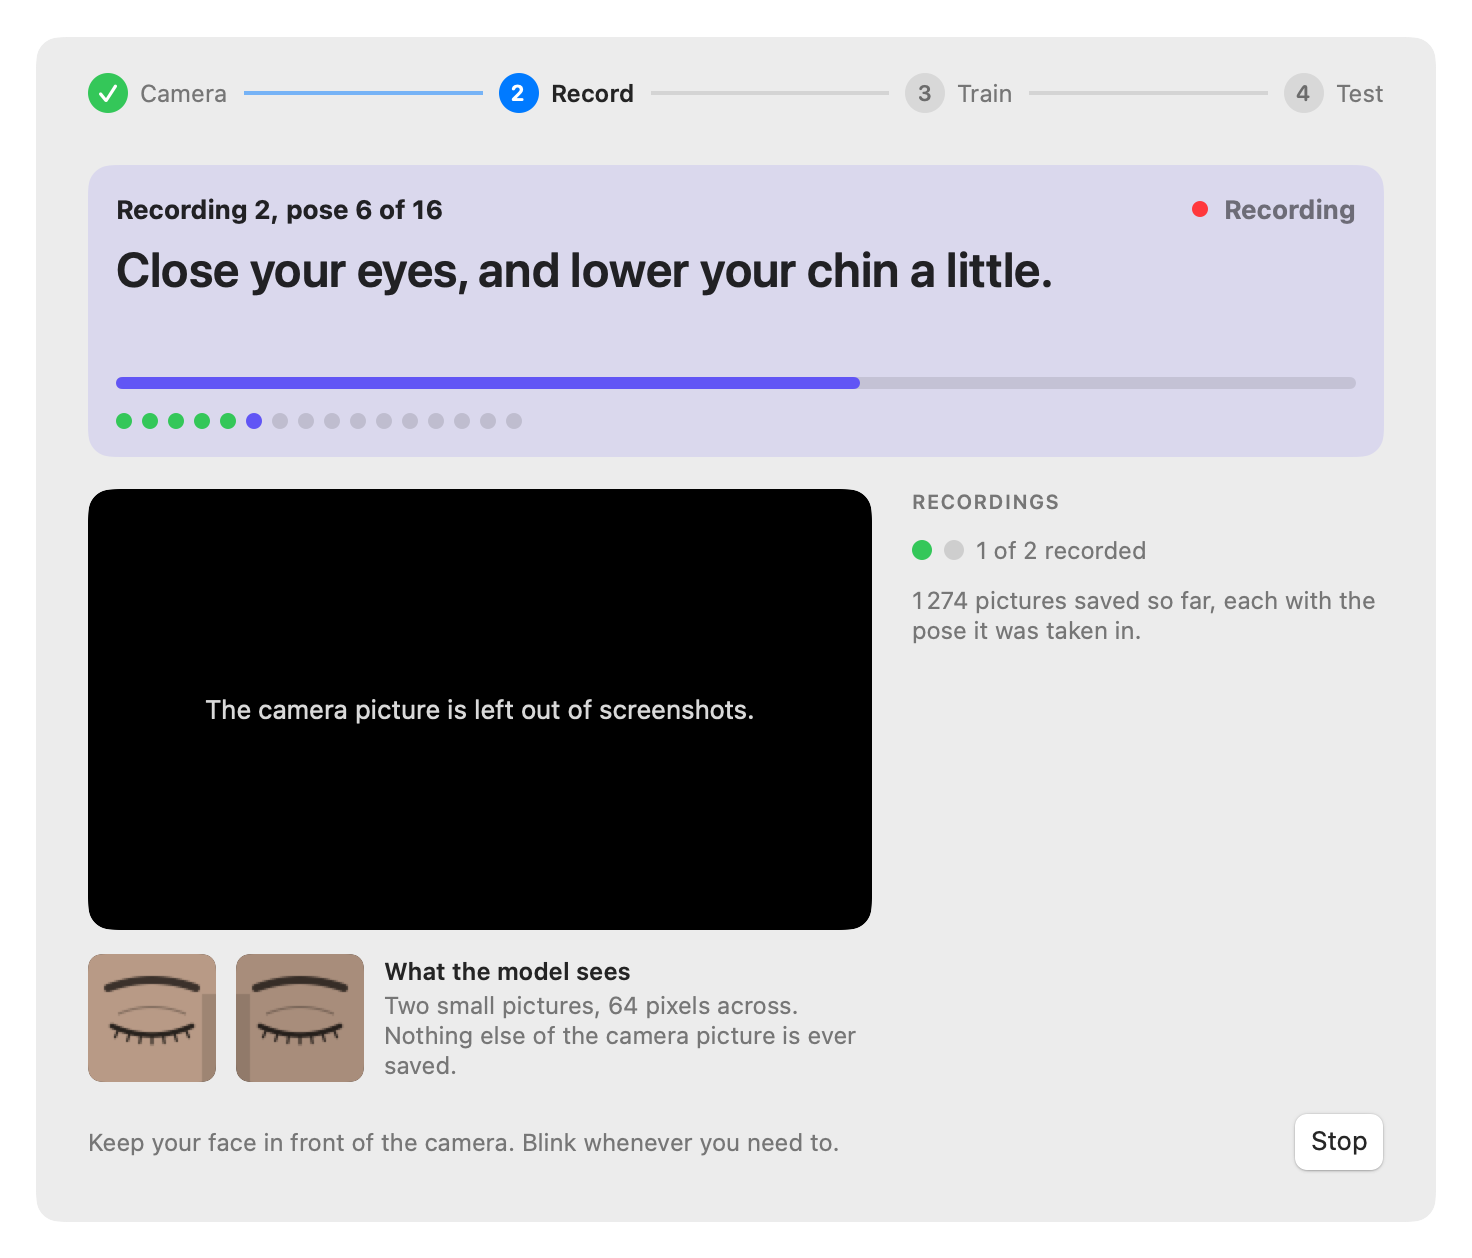 Camera
2 Record
3 Train
4 Test
Recording 2, pose 6 of 16
Recording
Close your eyes, and lower your chin a little.
The camera picture is left out of screenshots.
RECORDINGS
1 of 2 recorded
1 274 pictures saved so far, each with the
pose it was taken in.
What the model sees
Two small pictures, 64 pixels across.
Nothing else of the camera picture is ever
saved.
Keep your face in front of the camera. Blink whenever you need to.
Stop